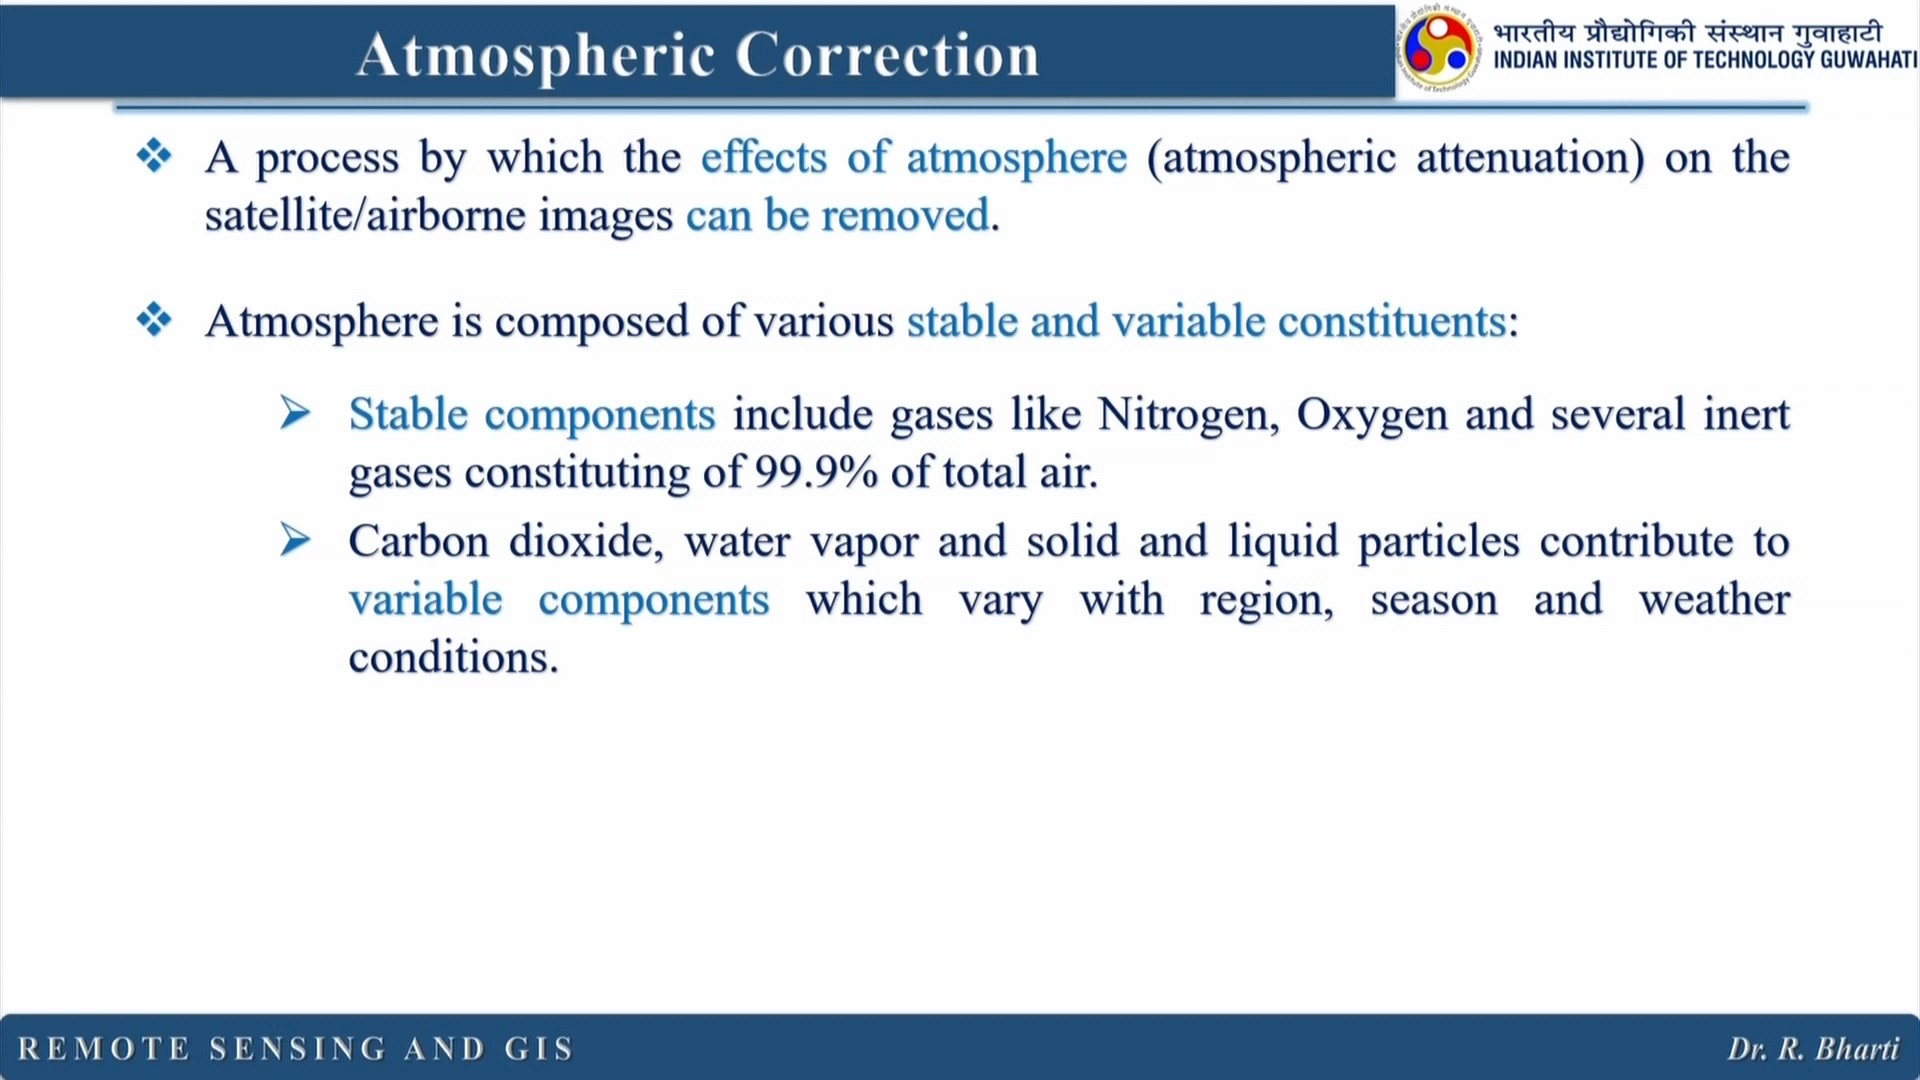 Atmospheric Correction
भारतीय प्रौद्योगिकी संस्थान गुवाहाटी
INDIAN INSTITUTE OF TECHNOLOGY GUWAHATI
A process by which the effects of atmosphere (atmospheric attenuation) on the
satellite/airborne images can be removed.
Atmosphere is composed of various stable and variable constituents:
Stable components include gases like Nitrogen, Oxygen and several inert
gases constituting of 99.9% of total air.
Carbon dioxide, water vapor and solid and liquid particles contribute to
variable components which vary with region, season and weather
conditions.
REMOTE SENSING AND GIS
Dr. R. Bharti